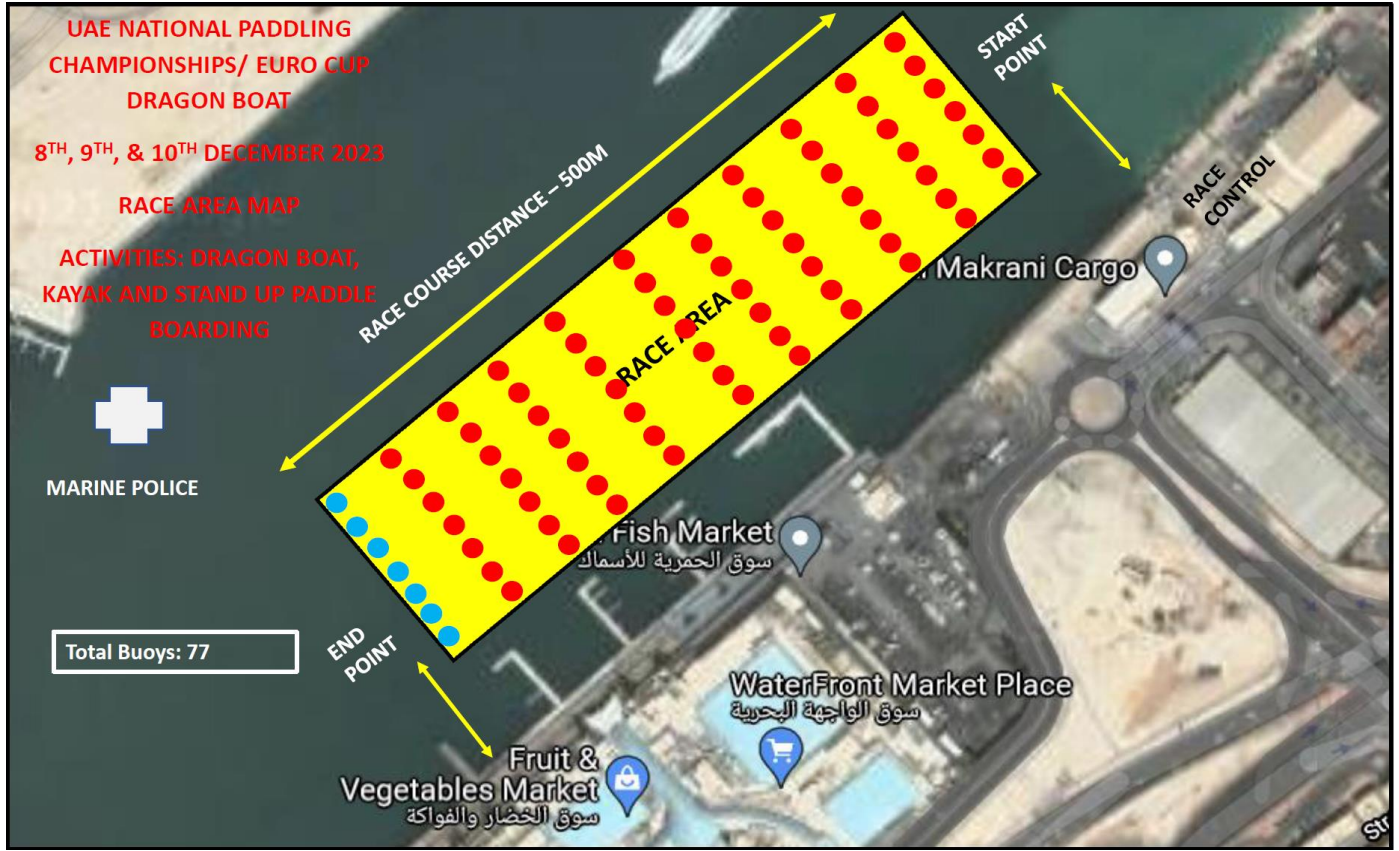 UAE NATIONAL PADDLING
CHAMPIONSHIPS/ EURO CUP
DRAGON BOAT
8TH, 9TH, & 10TH DECEMBER 2023
RACE AREA MAP
ACTIVITIES: DRAGON BOAT,
KAYAK AND STAND UP PADDLE
BOARDING
MARINE POLICE
Total Buoys: 77
RACE COURSE DISTANCE – 500M
START
POINT
RACE
CONTROL
Makrani Cargo
RACE AREA
Fish Market
سوق الحمرية للأسماك
END
POINT
WaterFront Market Place
سوق الواجهة البحرية
Fruit &
Vegetables Market
سوق الخضار والفواكة